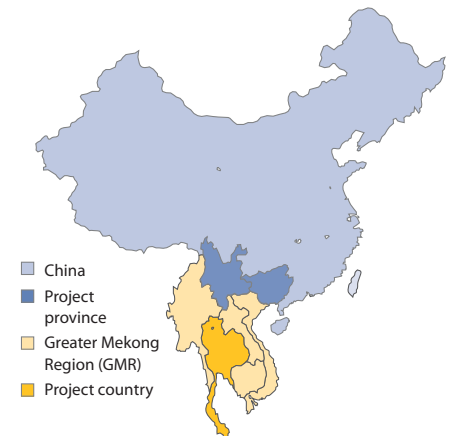 China
Project
province
Greater Mekong
Region (GMR)
Project country